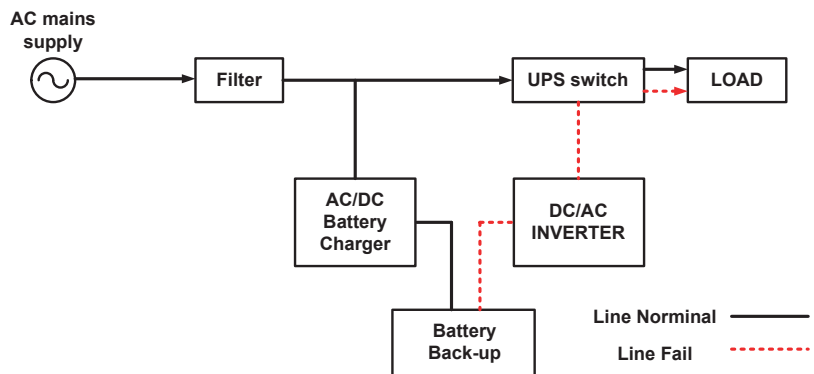 AC mains
supply
Filter
UPS switch
LOAD
AC/DC
Battery
Charger
DC/AC
INVERTER
Battery
Back-up
Line Norminal
Line Fail